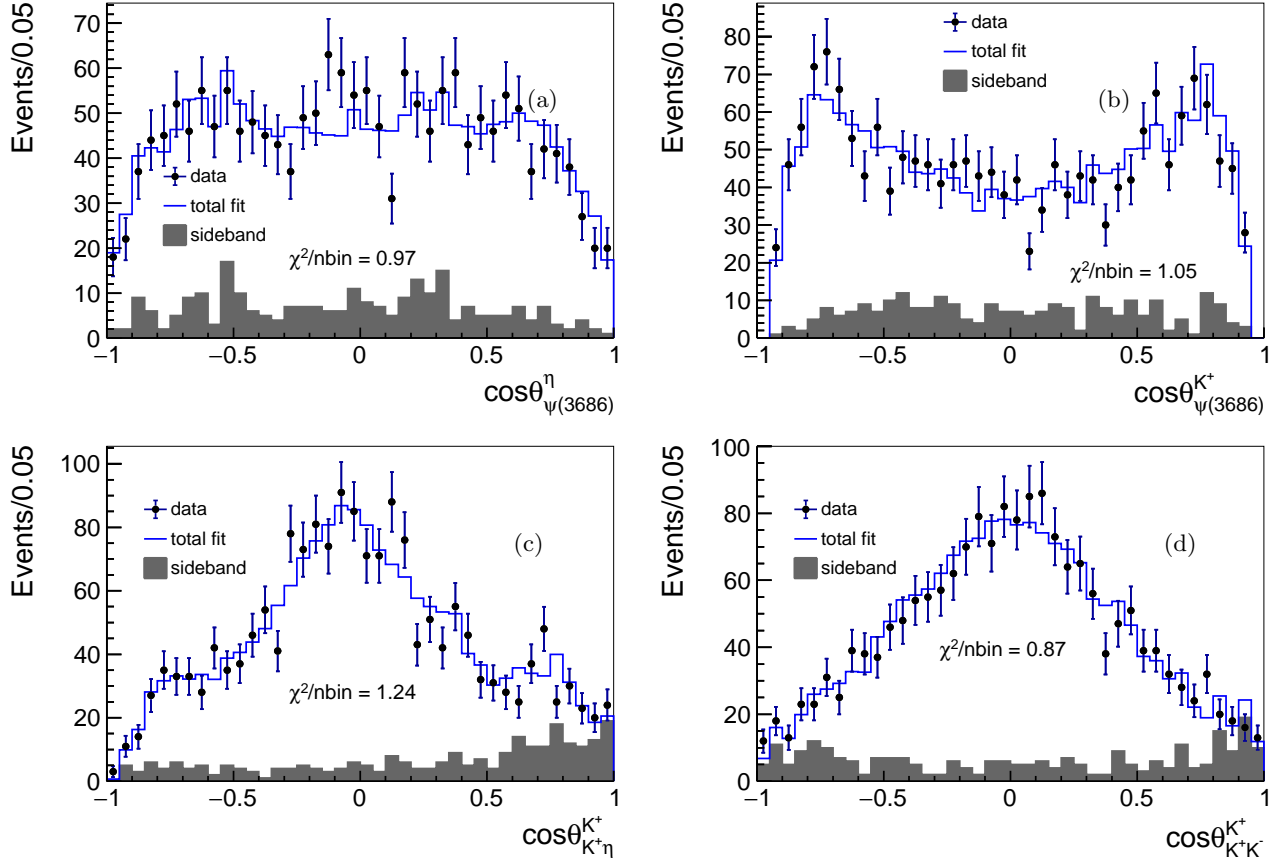 Events/0.05
70
60
50
40
30
20
10
0
(a)
data
total fit
sideband
χ²/nbin = 0.97
−1 −0.5 0 0.5 1
cosθ^η_ψ(3686)
Events/0.05
80
70
60
50
40
30
20
10
0
data
total fit
sideband
(b)
χ²/nbin = 1.05
−1 −0.5 0 0.5 1
cosθ^K⁺_ψ(3686)
Events/0.05
100
80
60
40
20
0
data
total fit
sideband
(c)
χ²/nbin = 1.24
−1 −0.5 0 0.5 1
cosθ^K⁺_K⁺η
Events/0.05
100
80
60
40
20
0
data
total fit
sideband
(d)
χ²/nbin = 0.87
−1 −0.5 0 0.5 1
cosθ^K⁺_K⁺K⁻